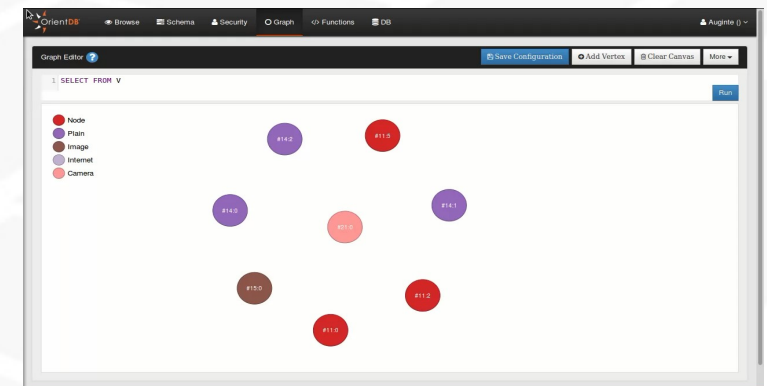 OrientDB Browse Schema Security Graph </> Functions DB Auginte ()
Graph Editor ? Save Configuration Add Vertex Clear Canvas More
1 SELECT FROM V
Run
Node
Plain
Image
Internet
Camera
#14:2
#14:0
#14:1
#15:0
#11:2
#11:0